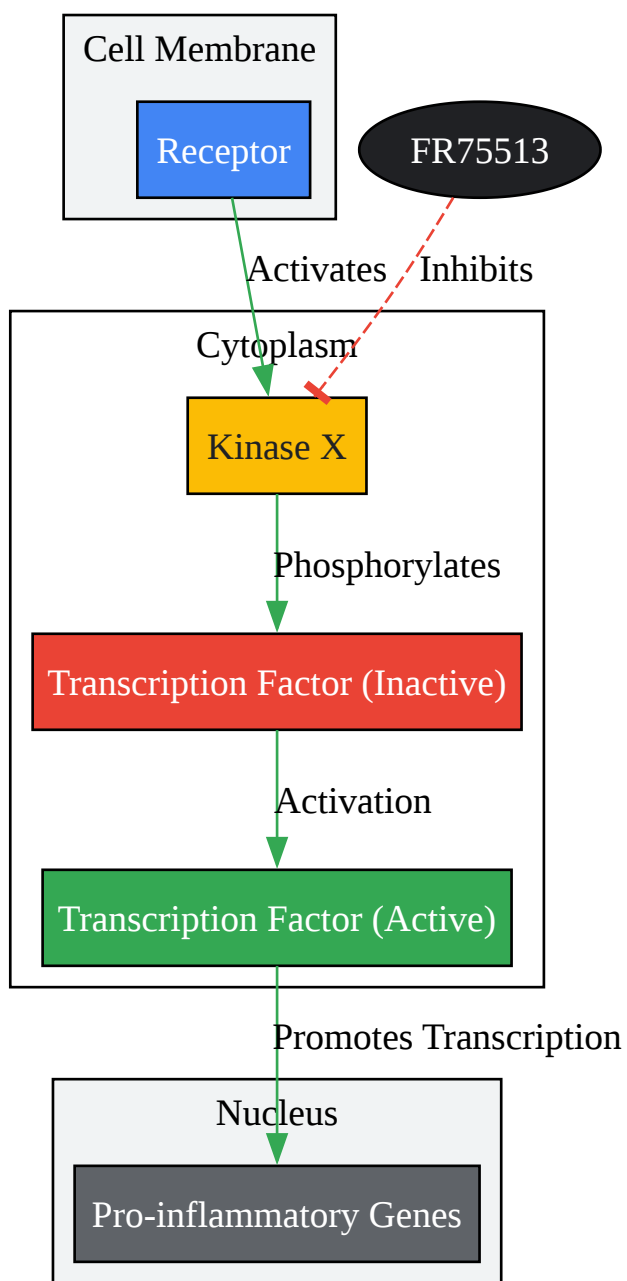 Cell Membrane
Receptor
FR75513
Activates
Inhibits
Cytoplasm
Kinase X
Phosphorylates
Transcription Factor (Inactive)
Activation
Transcription Factor (Active)
Promotes Transcription
Nucleus
Pro-inflammatory Genes